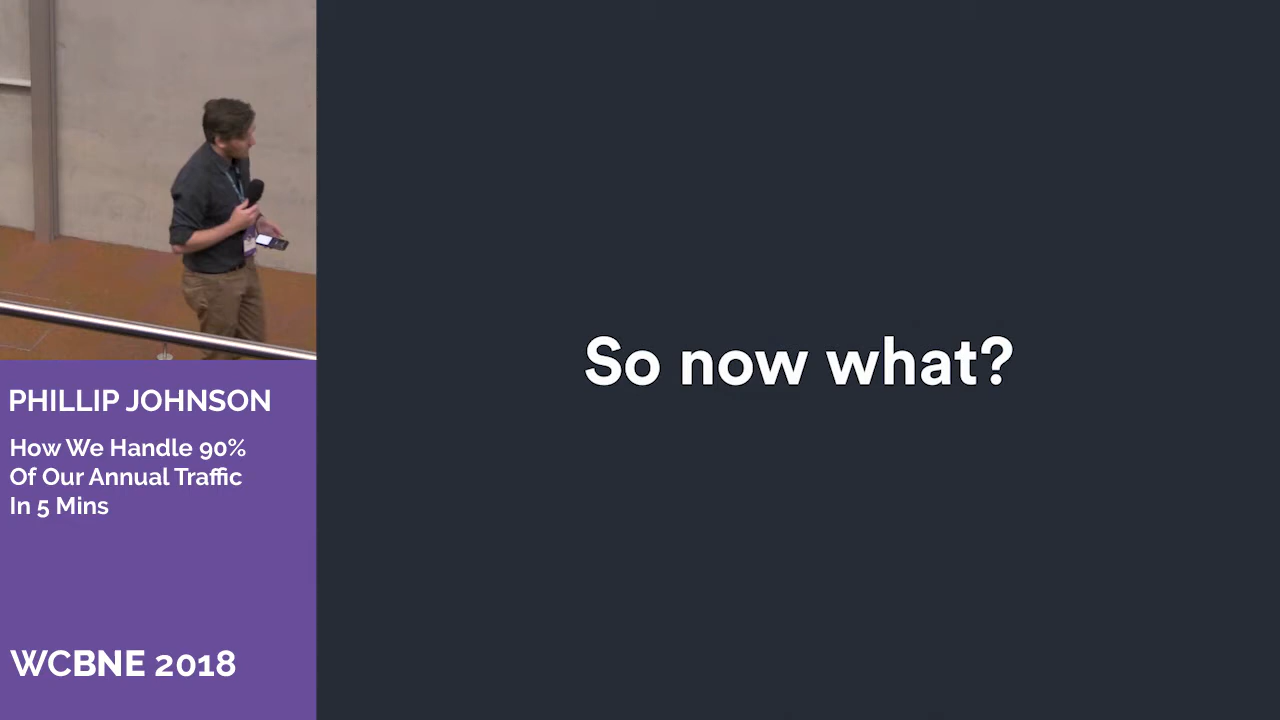 PHILLIP JOHNSON
How We Handle 90%
Of Our Annual Traffic
In 5 Mins
WCBNE 2018
So now what?